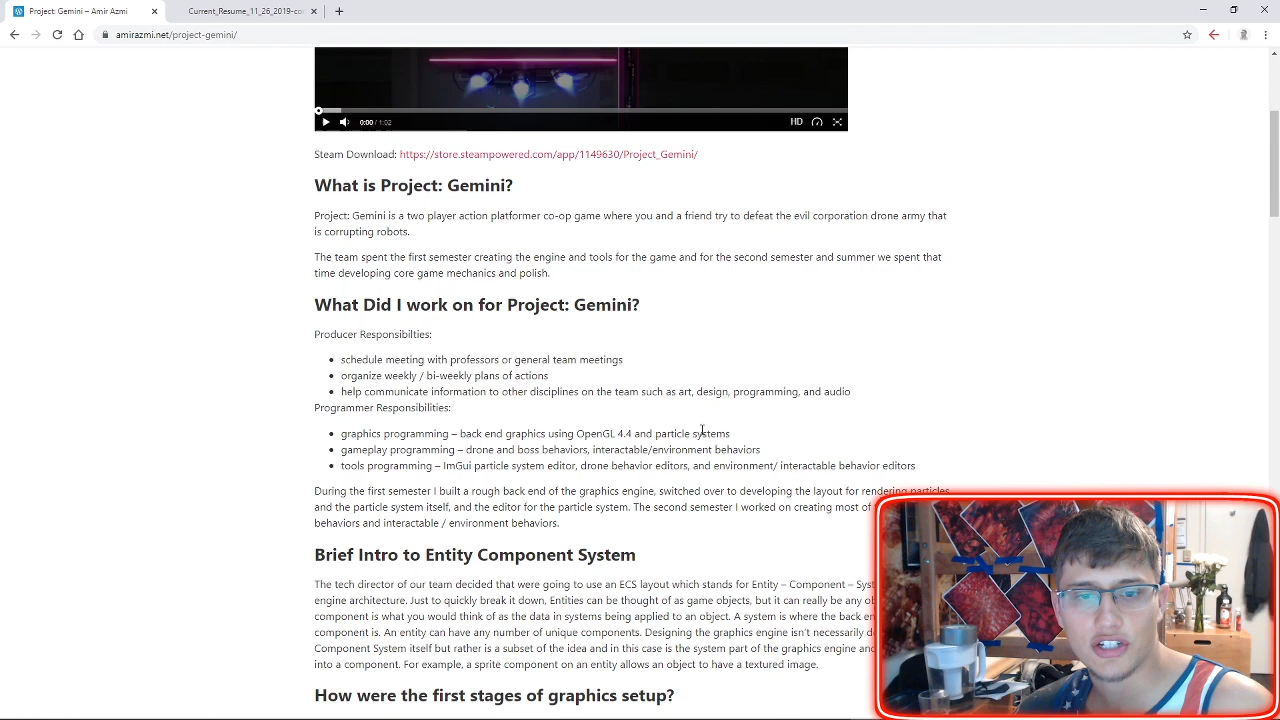 Project: Gemini – Amir Azmi
Current_Resume_11_26_2019-co
amirazmi.net/project-gemini/
0:00 / 1:02
HD
Steam Download: https://store.steampowered.com/app/1149630/Project_Gemini/
What is Project: Gemini?
Project: Gemini is a two player action platformer co-op game where you and a friend try to defeat the evil corporation drone army that
is corrupting robots.
The team spent the first semester creating the engine and tools for the game and for the second semester and summer we spent that
time developing core game mechanics and polish.
What Did I work on for Project: Gemini?
Producer Responsibilties:
schedule meeting with professors or general team meetings
organize weekly / bi-weekly plans of actions
help communicate information to other disciplines on the team such as art, design, programming, and audio
Programmer Responsibilities:
graphics programming – back end graphics using OpenGL 4.4 and particle systems
gameplay programming – drone and boss behaviors, interactable/environment behaviors
tools programming – ImGui particle system editor, drone behavior editors, and environment/ interactable behavior editors
During the first semester I built a rough back end of the graphics engine, switched over to developing the layout for rendering particles
and the particle system itself, and the editor for the particle system. The second semester I worked on creating most of
behaviors and interactable / environment behaviors.
Brief Intro to Entity Component System
The tech director of our team decided that were going to use an ECS layout which stands for Entity – Component – Syst
engine architecture. Just to quickly break it down, Entities can be thought of as game objects, but it can really be any ob
component is what you would think of as the data in systems being applied to an object. A system is where the back en
component is. An entity can have any number of unique components. Designing the graphics engine isn't necessarily d
Component System itself but rather is a subset of the idea and in this case is the system part of the graphics engine an
into a component. For example, a sprite component on an entity allows an object to have a textured image.
How were the first stages of graphics setup?